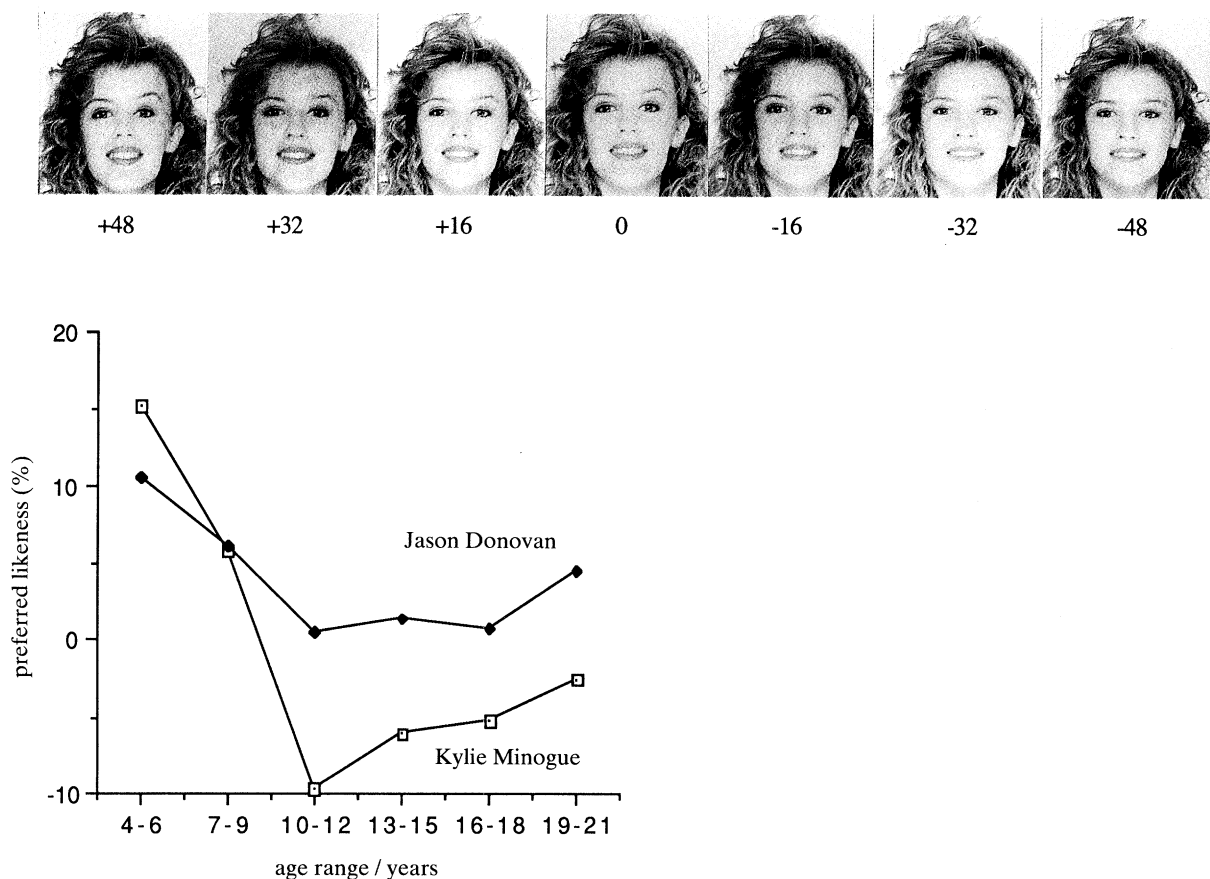 +48 +32 +16 0 -16 -32 -48
20
10
0
-10
preferred likeness (%)
Jason Donovan
Kylie Minogue
4-6 7-9 10-12 13-15 16-18 19-21
age range / years